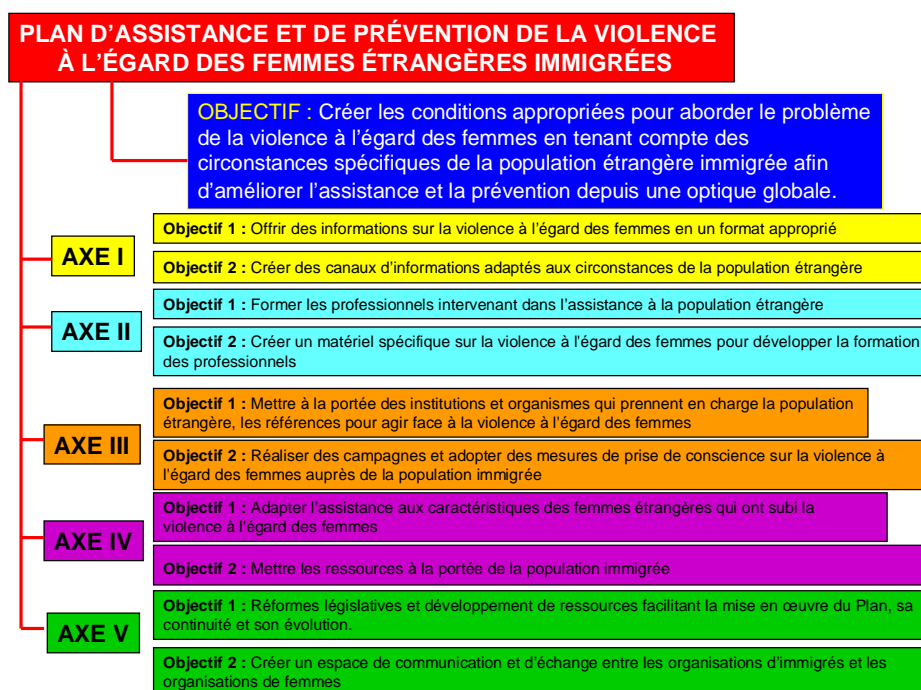 PLAN D'ASSISTANCE ET DE PRÉVENTION DE LA VIOLENCE
À L'ÉGARD DES FEMMES ÉTRANGÈRES IMMIGRÉES
OBJECTIF : Créer les conditions appropriées pour aborder le problème
de la violence à l'égard des femmes en tenant compte des
circonstances spécifiques de la population étrangère immigrée afin
d'améliorer l'assistance et la prévention depuis une optique globale.
AXE I
Objectif 1 : Offrir des informations sur la violence à l'égard des femmes en un format approprié
Objectif 2 : Créer des canaux d'informations adaptés aux circonstances de la population étrangère
AXE II
Objectif 1 : Former les professionnels intervenant dans l'assistance à la population étrangère
Objectif 2 : Créer un matériel spécifique sur la violence à l'égard des femmes pour développer la formation
des professionnels
AXE III
Objectif 1 : Mettre à la portée des institutions et organismes qui prennent en charge la population
étrangère, les références pour agir face à la violence à l'égard des femmes
Objectif 2 : Réaliser des campagnes et adopter des mesures de prise de conscience sur la violence à
l'égard des femmes auprès de la population immigrée
AXE IV
Objectif 1 : Adapter l'assistance aux caractéristiques des femmes étrangères qui ont subi la
violence à l'égard des femmes
Objectif 2 : Mettre les ressources à la portée de la population immigrée
AXE V
Objectif 1 : Réformes législatives et développement de ressources facilitant la mise en œuvre du Plan, sa
continuité et son évolution.
Objectif 2 : Créer un espace de communication et d'échange entre les organisations d'immigrés et les
organisations de femmes